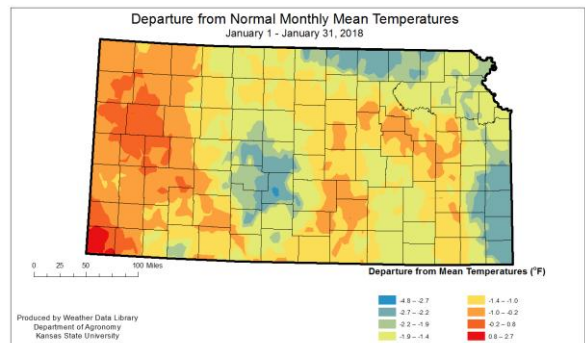 Departure from Normal Monthly Mean Temperatures
January 1 - January 31, 2018
0 25 50 100 Miles
Departure from Mean Temperatures (°F)
-4.8 – -2.7
-2.7 – -2.2
-2.2 – -1.9
-1.9 – -1.4
-1.4 – -1.0
-1.0 – -0.2
-0.2 – 0.8
0.8 – 2.7
Produced by Weather Data Library
Department of Agronomy
Kansas State University